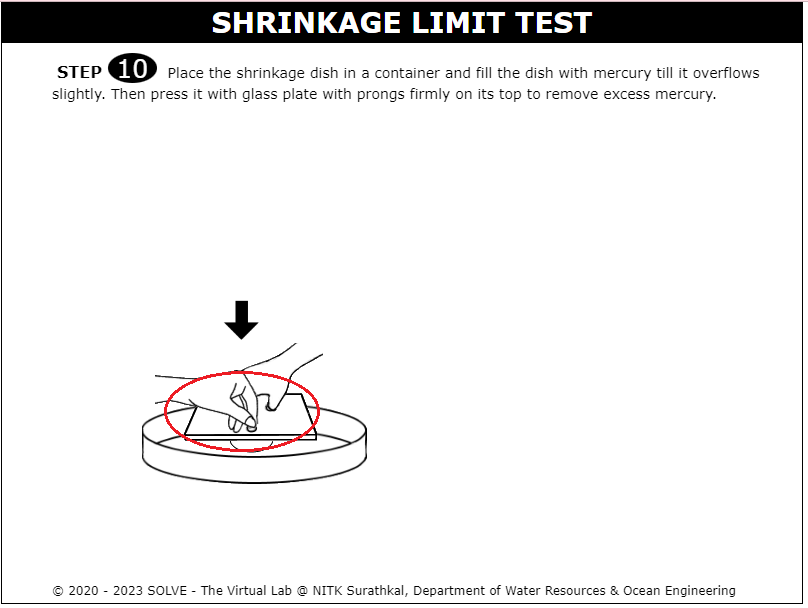 SHRINKAGE LIMIT TEST
STEP 10 Place the shrinkage dish in a container and fill the dish with mercury till it overflows
slightly. Then press it with glass plate with prongs firmly on its top to remove excess mercury.
© 2020 - 2023 SOLVE - The Virtual Lab @ NITK Surathkal, Department of Water Resources & Ocean Engineering